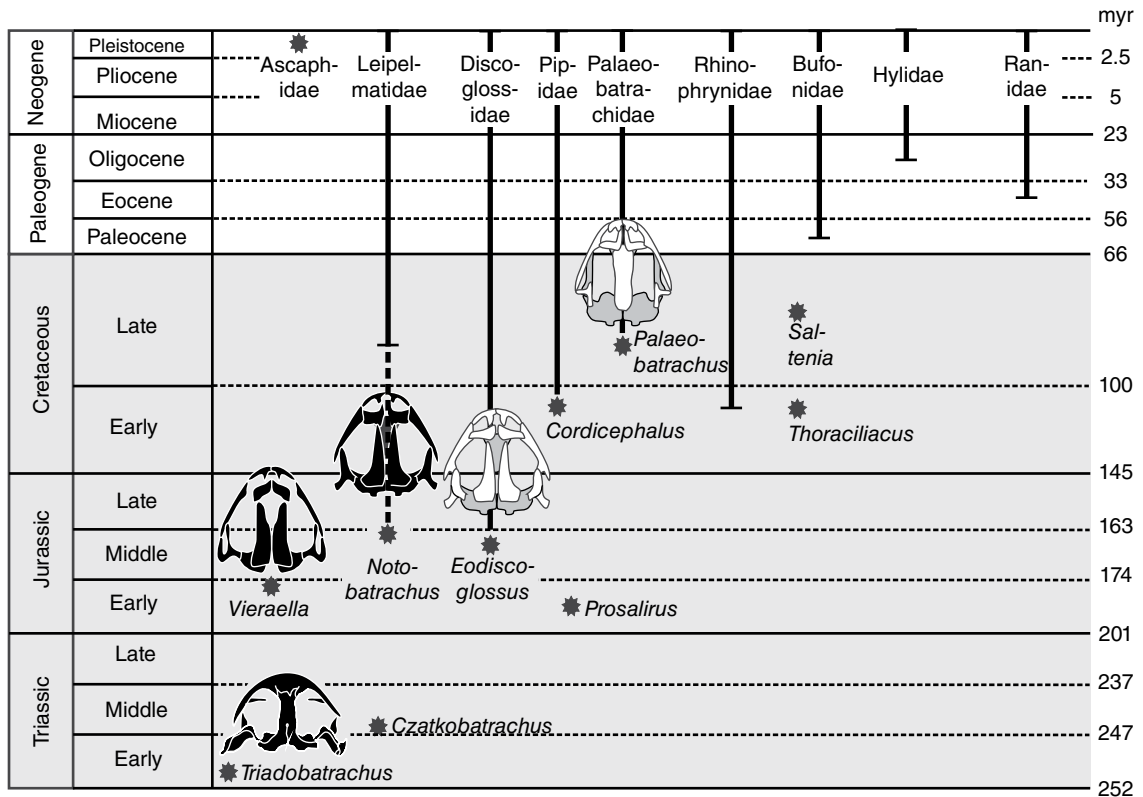 myr
Neogene
Pleistocene
2.5
Pliocene
5
Miocene
23
Ascaph-
idae
Leipel-
matidae
Disco-
gloss-
idae
Pip-
idae
Palaeo-
batra-
chidae
Rhino-
phrynidae
Bufo-
nidae
Hylidae
Ran-
idae
Paleogene
Oligocene
33
Eocene
56
Paleocene
66
Cretaceous
Late
Palaeo-
batrachus
Sal-
tenia
100
Early
Cordicephalus
Thoraciliacus
145
Jurassic
Late
163
Middle
Noto-
batrachus
Eodisco-
glossus
174
Early
Vieraella
Prosalirus
201
Triassic
Late
237
Middle
Czatkobatrachus
247
Early
Triadobatrachus
252